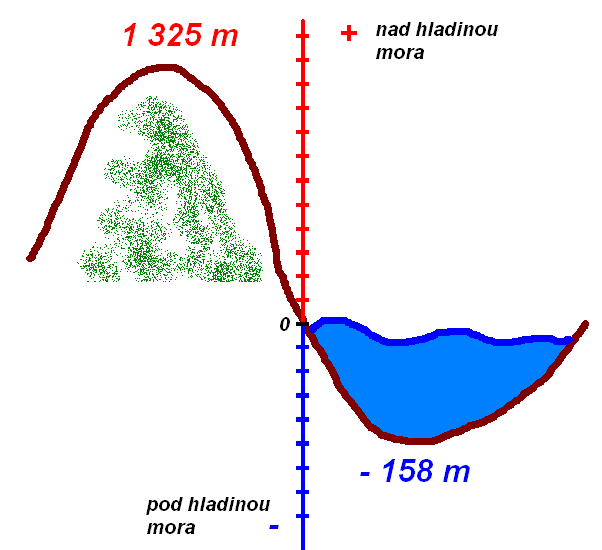 1 325 m
+ nad hladinou
mora
0
- 158 m
pod hladinou
mora -